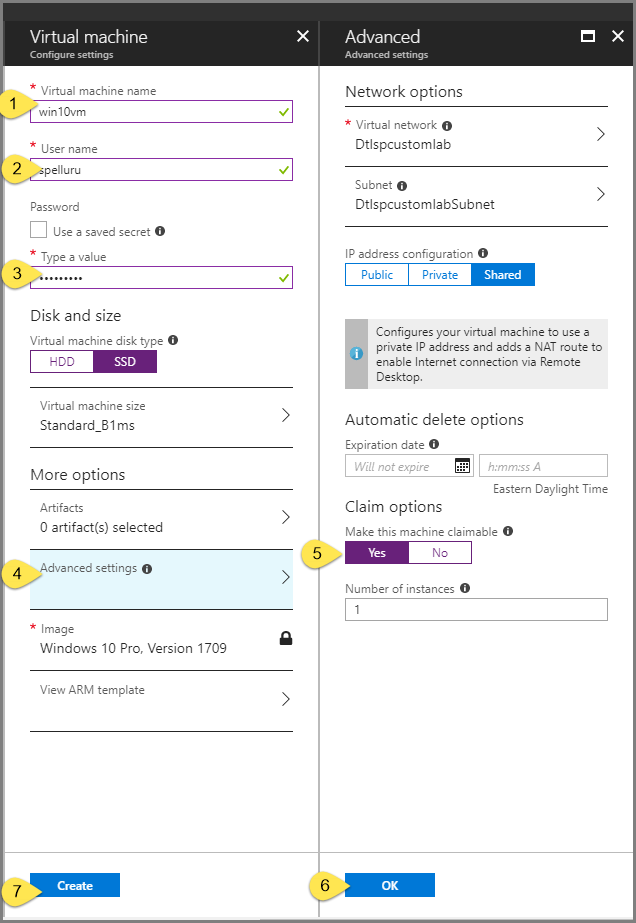 Virtual machine
Configure settings
* Virtual machine name
1
win10vm
* User name
2
spelluru
Password
Use a saved secret
* Type a value
3
•••••••••
Disk and size
Virtual machine disk type
HDD SSD
Virtual machine size
Standard_B1ms
More options
Artifacts
0 artifact(s) selected
4
Advanced settings
* Image
Windows 10 Pro, Version 1709
View ARM template
7
Create
Advanced
Advanced settings
Network options
* Virtual network
Dtlspcustomlab
Subnet
DtlspcustomlabSubnet
IP address configuration
Public Private Shared
Configures your virtual machine to use a
private IP address and adds a NAT route to
enable Internet connection via Remote
Desktop.
Automatic delete options
Expiration date
Will not expire h:mm:ss A
Eastern Daylight Time
Claim options
Make this machine claimable
5
Yes No
Number of instances
1
6
OK